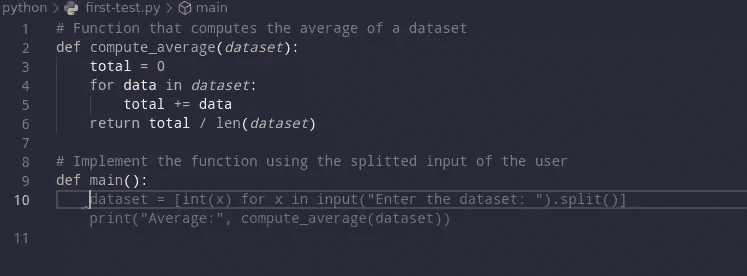 python > first-test.py > main
1 # Function that computes the average of a dataset
2 def compute_average(dataset):
3     total = 0
4     for data in dataset:
5         total += data
6     return total / len(dataset)
7
8 # Implement the function using the splitted input of the user
9 def main():
10     dataset = [int(x) for x in input("Enter the dataset: ").split()]
    print("Average:", compute_average(dataset))
11